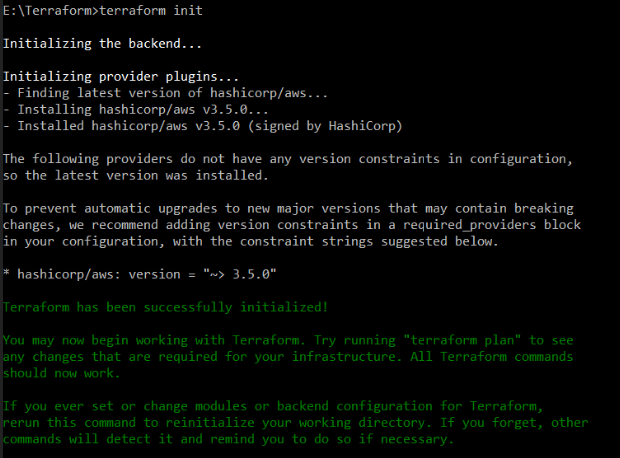 E:\Terraform>terraform init
Initializing the backend...
Initializing provider plugins...
- Finding latest version of hashicorp/aws...
- Installing hashicorp/aws v3.5.0...
- Installed hashicorp/aws v3.5.0 (signed by HashiCorp)
The following providers do not have any version constraints in configuration,
so the latest version was installed.
To prevent automatic upgrades to new major versions that may contain breaking
changes, we recommend adding version constraints in a required_providers block
in your configuration, with the constraint strings suggested below.
* hashicorp/aws: version = "~> 3.5.0"
Terraform has been successfully initialized!
You may now begin working with Terraform. Try running "terraform plan" to see
any changes that are required for your infrastructure. All Terraform commands
should now work.
If you ever set or change modules or backend configuration for Terraform,
rerun this command to reinitialize your working directory. If you forget, other
commands will detect it and remind you to do so if necessary.